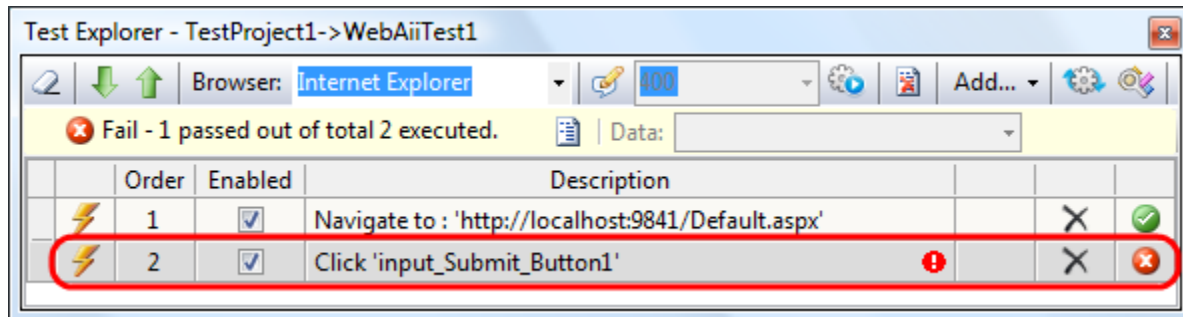 Test Explorer - TestProject1->WebAiiTest1
Browser: Internet Explorer 400 Add...
Fail - 1 passed out of total 2 executed. Data:
Order Enabled Description
1 Navigate to : 'http://localhost:9841/Default.aspx'
2 Click 'input_Submit_Button1'